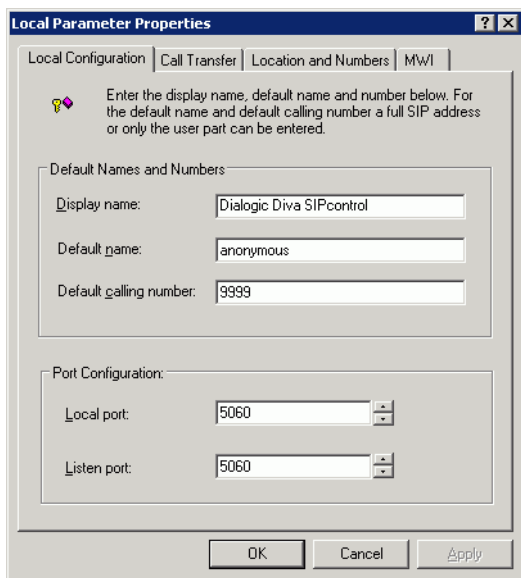 Local Parameter Properties
Local Configuration Call Transfer Location and Numbers MWI
Enter the display name, default name and number below. For
the default name and default calling number a full SIP address
or only the user part can be entered.
Default Names and Numbers
Display name: Dialogic Diva SIPcontrol
Default name: anonymous
Default calling number: 9999
Port Configuration:
Local port: 5060
Listen port: 5060
OK Cancel Apply